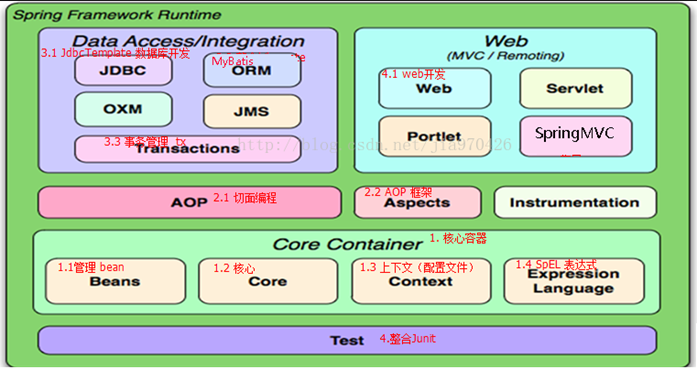 Spring Framework Runtime
Data Access/Integration
3.1 JdbcTemplate 数据库开发
JDBC
MyBatis
ORM
OXM
JMS
3.3 事务管理 tx
Transactions
Web
(MVC / Remoting)
4.1 web开发
Web
Servlet
Portlet
SpringMVC
http://blog.csdn.net/jia970426
AOP 2.1 切面编程
2.2 AOP 框架
Aspects
Instrumentation
Core Container 1. 核心容器
1.1管理 bean
Beans
1.2 核心
Core
1.3 上下文（配置文件）
Context
1.4 SpEL 表达式
Expression
Language
Test 4.整合Junit